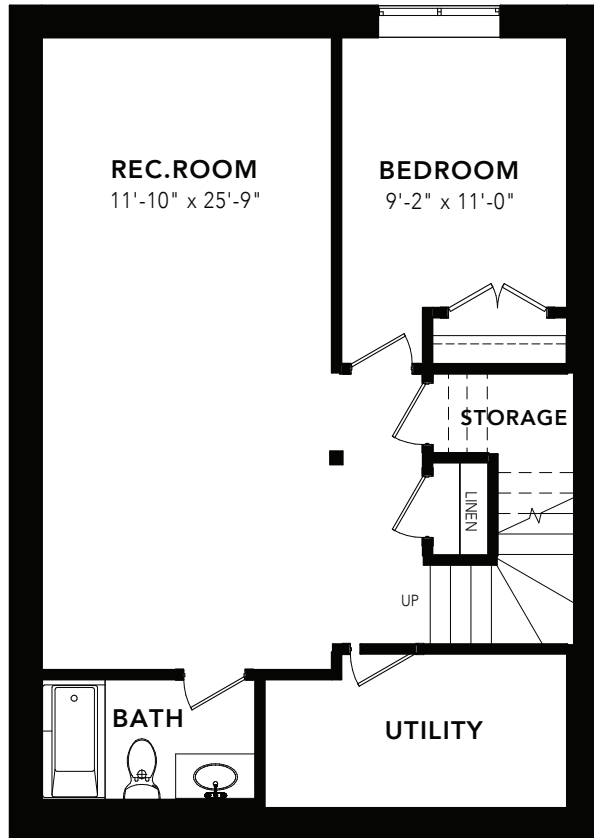 REC.ROOM
11'-10" x 25'-9"
BEDROOM
9'-2" x 11'-0"
STORAGE
LINEN
UP
BATH
UTILITY